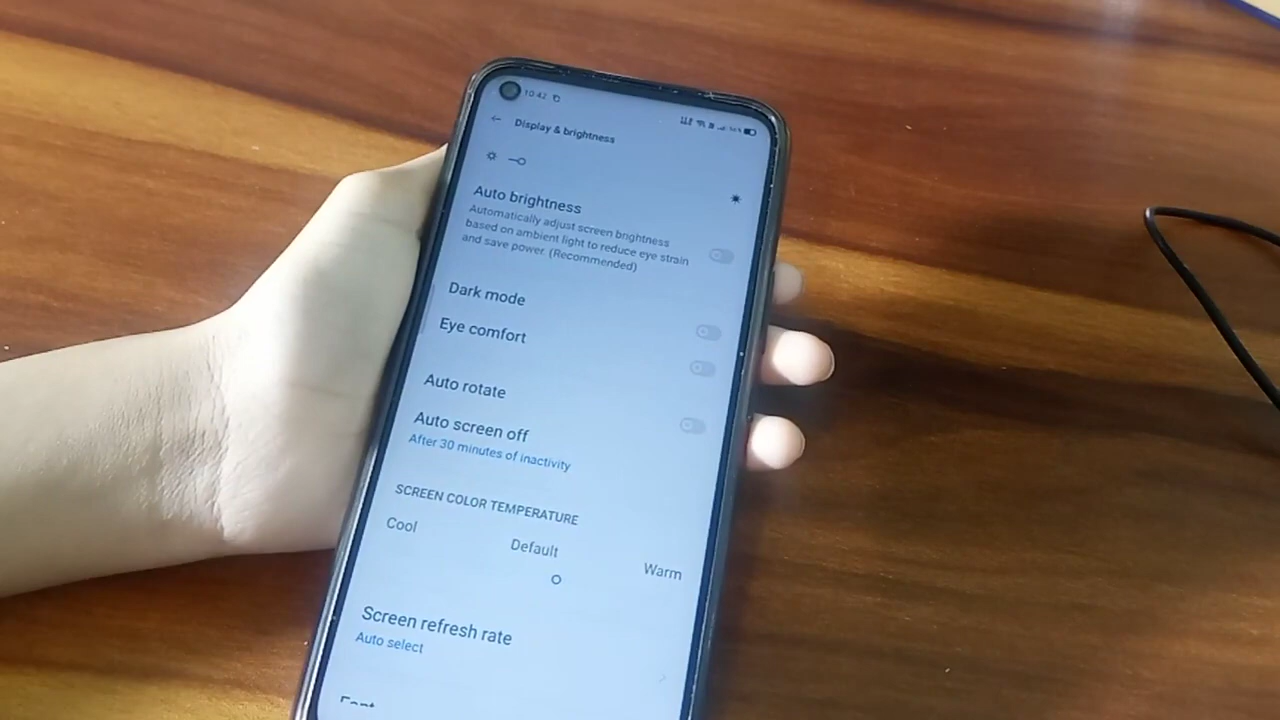 10:42
Display & brightness
Auto brightness
Automatically adjust screen brightness
based on ambient light to reduce eye strain
and save power. (Recommended)
Dark mode
Eye comfort
Auto rotate
Auto screen off
After 30 minutes of inactivity
SCREEN COLOR TEMPERATURE
Cool
Default
Warm
Screen refresh rate
Auto select